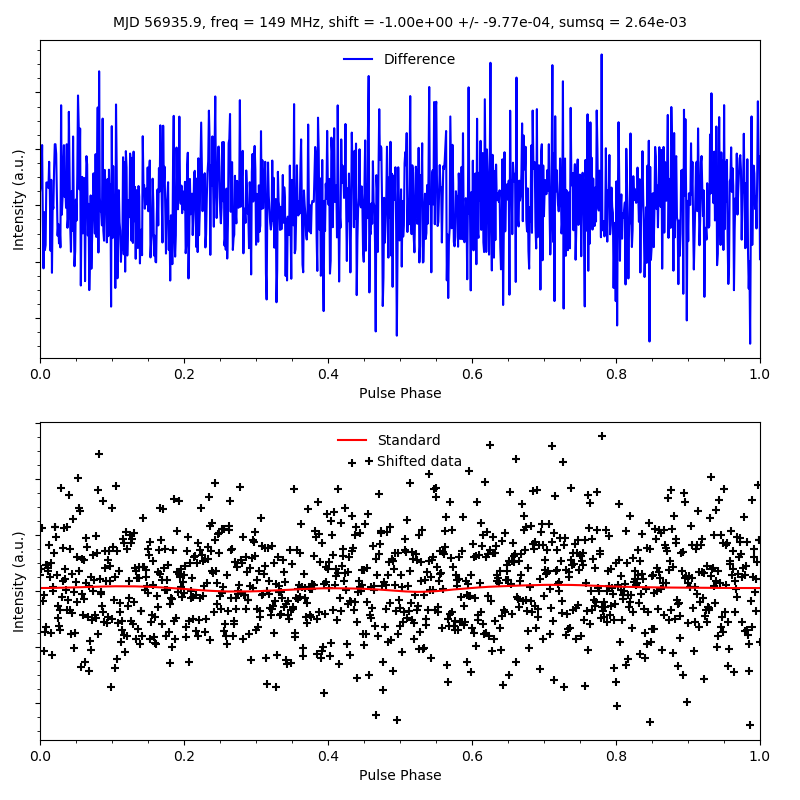 MJD 56935.9, freq = 149 MHz, shift = -1.00e+00 +/- -9.77e-04, sumsq = 2.64e-03
Difference
Intensity (a.u.)
0.0 0.2 0.4 0.6 0.8 1.0
Pulse Phase
Standard
Shifted data
Intensity (a.u.)
0.0 0.2 0.4 0.6 0.8 1.0
Pulse Phase